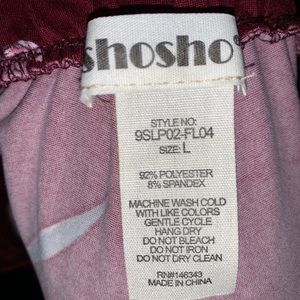 shosho
STYLE NO:
9SLP02-FL04
SIZE: L
92% POLYESTER
8% SPANDEX
MACHINE WASH COLD
WITH LIKE COLORS
GENTLE CYCLE
HANG DRY
DO NOT BLEACH
DO NOT IRON
DO NOT DRY CLEAN
RN#146343
MADE IN CHINA